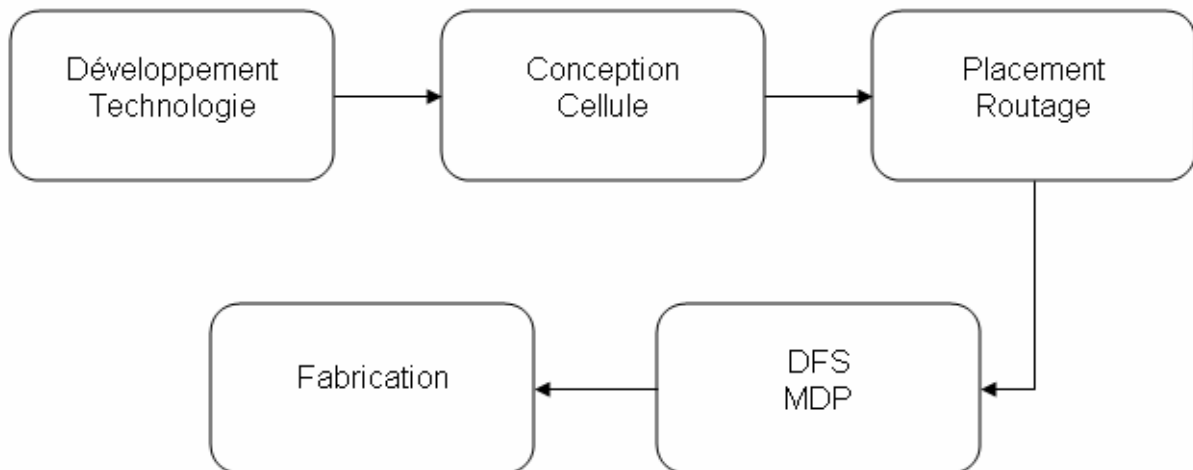 Développement
Technologie
Conception
Cellule
Placement
Routage
Fabrication
DFS
MDP